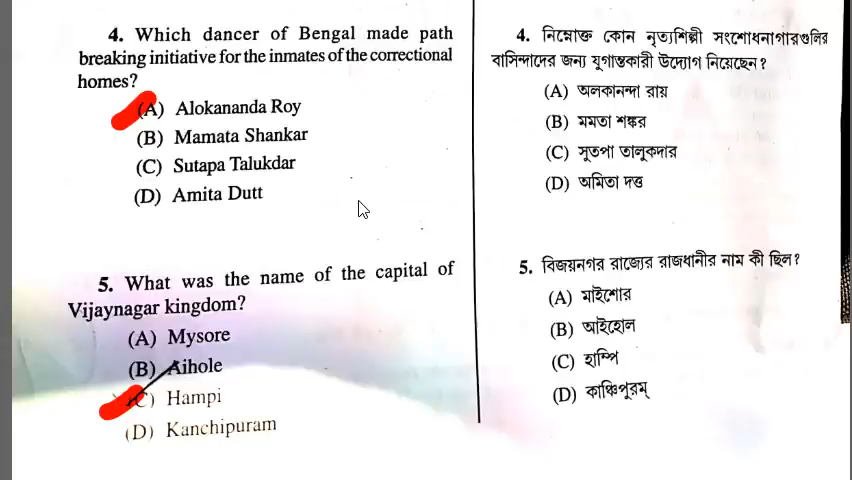 4. Which dancer of Bengal made path
breaking initiative for the inmates of the correctional
homes?
(A) Alokananda Roy
(B) Mamata Shankar
(C) Sutapa Talukdar
(D) Amita Dutt
5. What was the name of the capital of
Vijaynagar kingdom?
(A) Mysore
(B) Aihole
(C) Hampi
(D) Kanchipuram
4. নিম্নোক্ত কোন নৃত্যশিল্পী সংশোধনাগারগুলির
বাসিন্দাদের জন্য যুগান্তকারী উদ্যোগ নিয়েছেন?
(A) অলকানন্দা রায়
(B) মমতা শঙ্কর
(C) সুতপা তালুকদার
(D) অমিতা দত্ত
5. বিজয়নগর রাজ্যের রাজধানীর নাম কী ছিল?
(A) মাইশোর
(B) আইহোল
(C) হাম্পি
(D) কাঞ্চিপুরম্